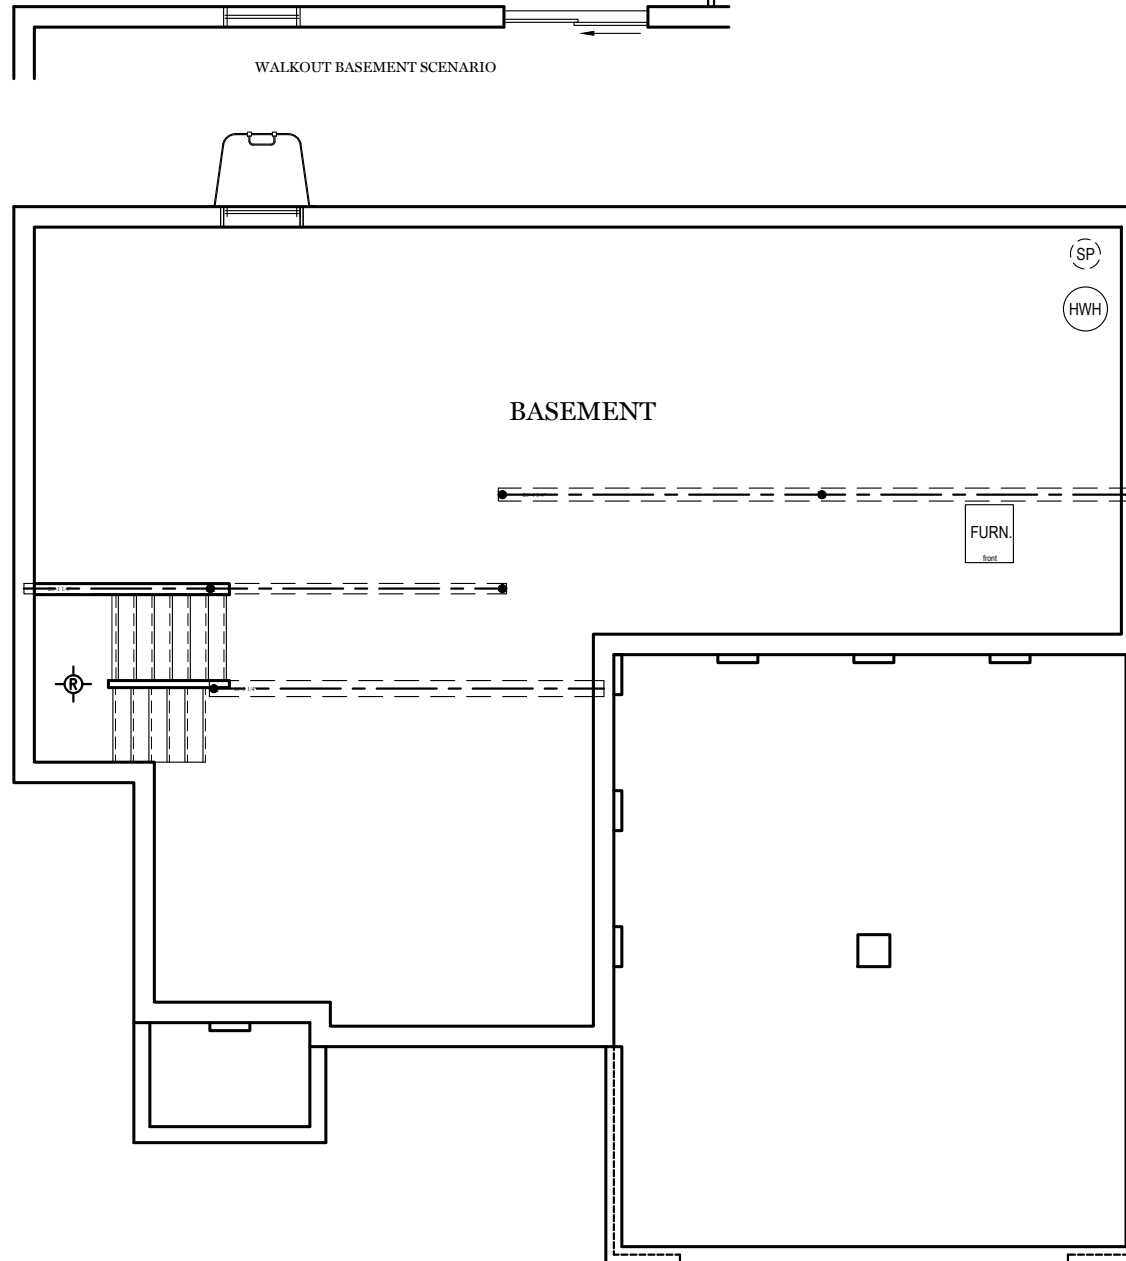 WALKOUT BASEMENT SCENARIO
SP
HWH
BASEMENT
FURN.
front
R